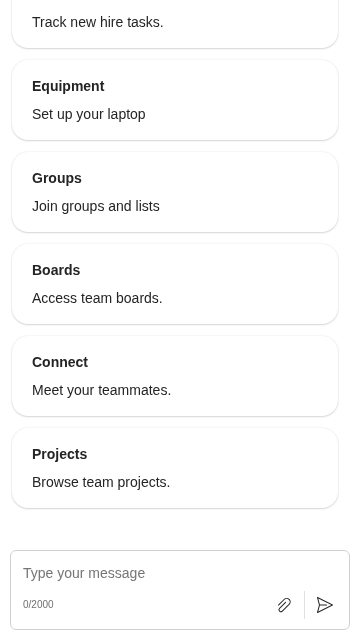 Track new hire tasks.
Equipment
Set up your laptop
Groups
Join groups and lists
Boards
Access team boards.
Connect
Meet your teammates.
Projects
Browse team projects.
Type your message
0/2000